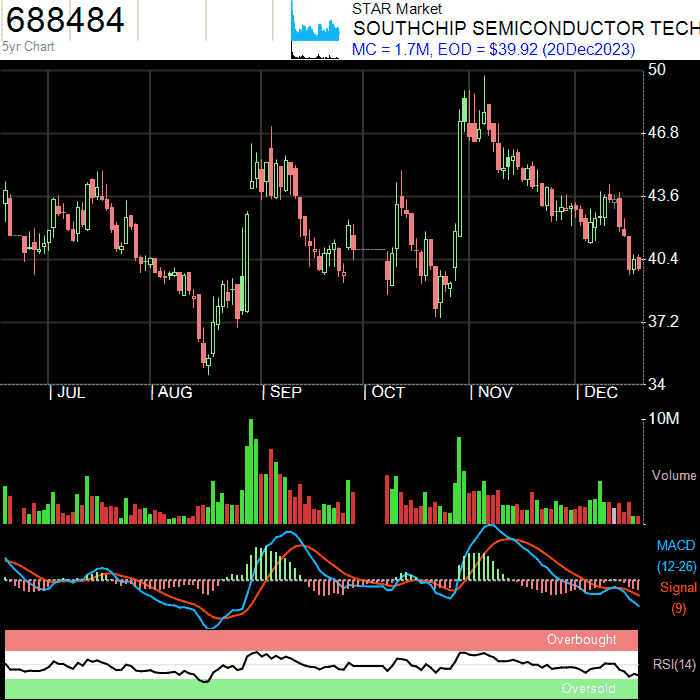 688484
5yr Chart
STAR Market
SOUTHCHIP SEMICONDUCTOR TECH
MC = 1.7M, EOD = $39.92 (20Dec2023)
50
46.8
43.6
40.4
37.2
34
JUL AUG SEP OCT NOV DEC
10M
Volume
MACD
(12-26)
Signal
(9)
Overbought
RSI(14)
Oversold